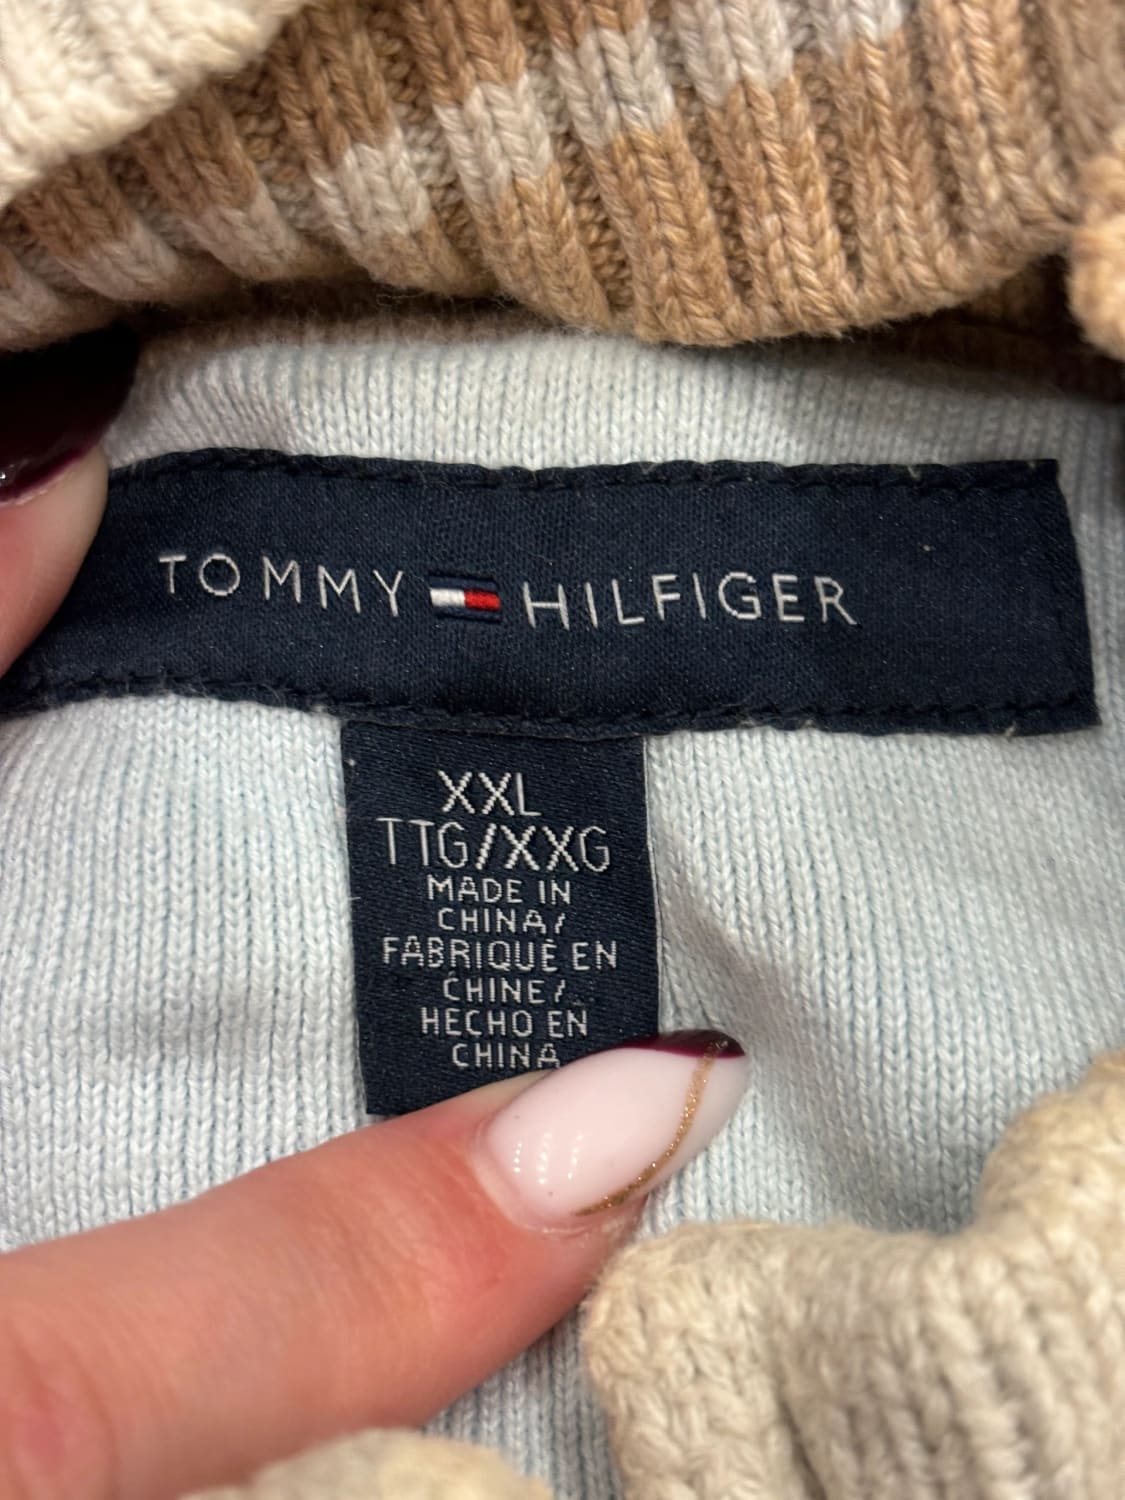 TOMMY HILFIGER
XXL
TTG/XXG
MADE IN
CHINA/
FABRIQUÉ EN
CHINE/
HECHO EN
CHINA